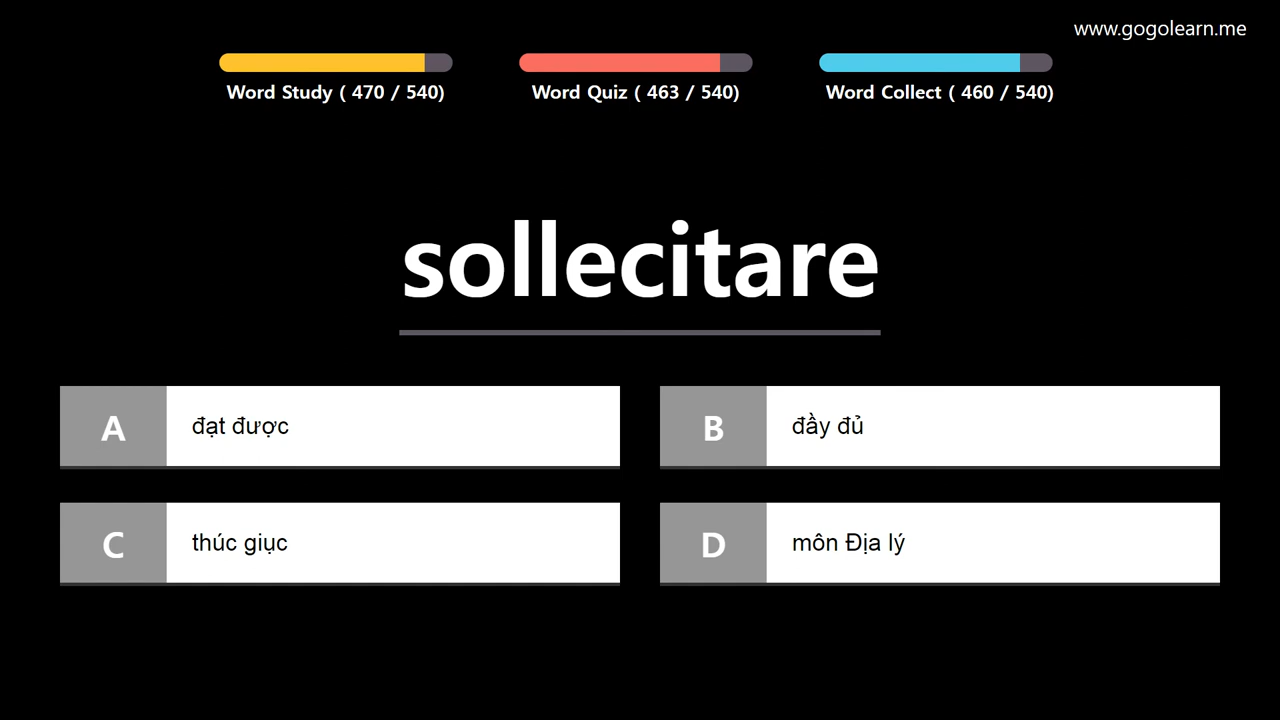 www.gogolearn.me
Word Study ( 470 / 540)
Word Quiz ( 463 / 540)
Word Collect ( 460 / 540)
sollecitare
A đạt được
B đầy đủ
C thúc giục
D môn Địa lý